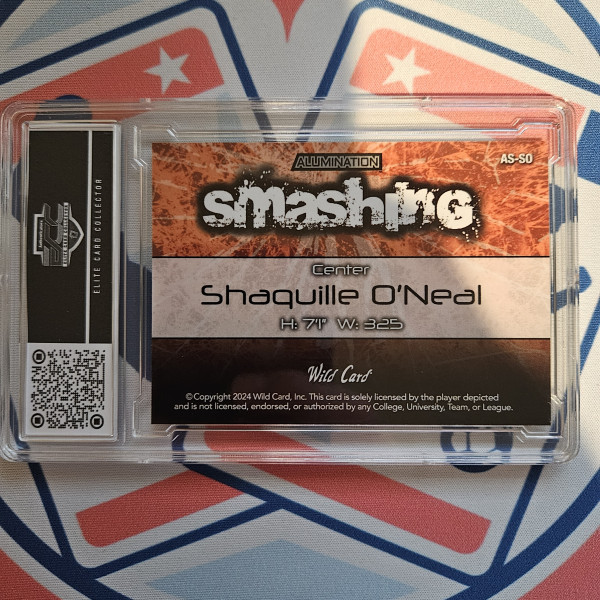 ELITE CARD COLLECTOR
ALUMINATION
AS-SO
smashing
Center
Shaquille O'Neal
H: 7'1" W: 325
Wild Card
©Copyright 2024 Wild Card, Inc. This card is solely licensed by the player depicted
and is not licensed, endorsed, or authorized by any College, University, Team, or League.